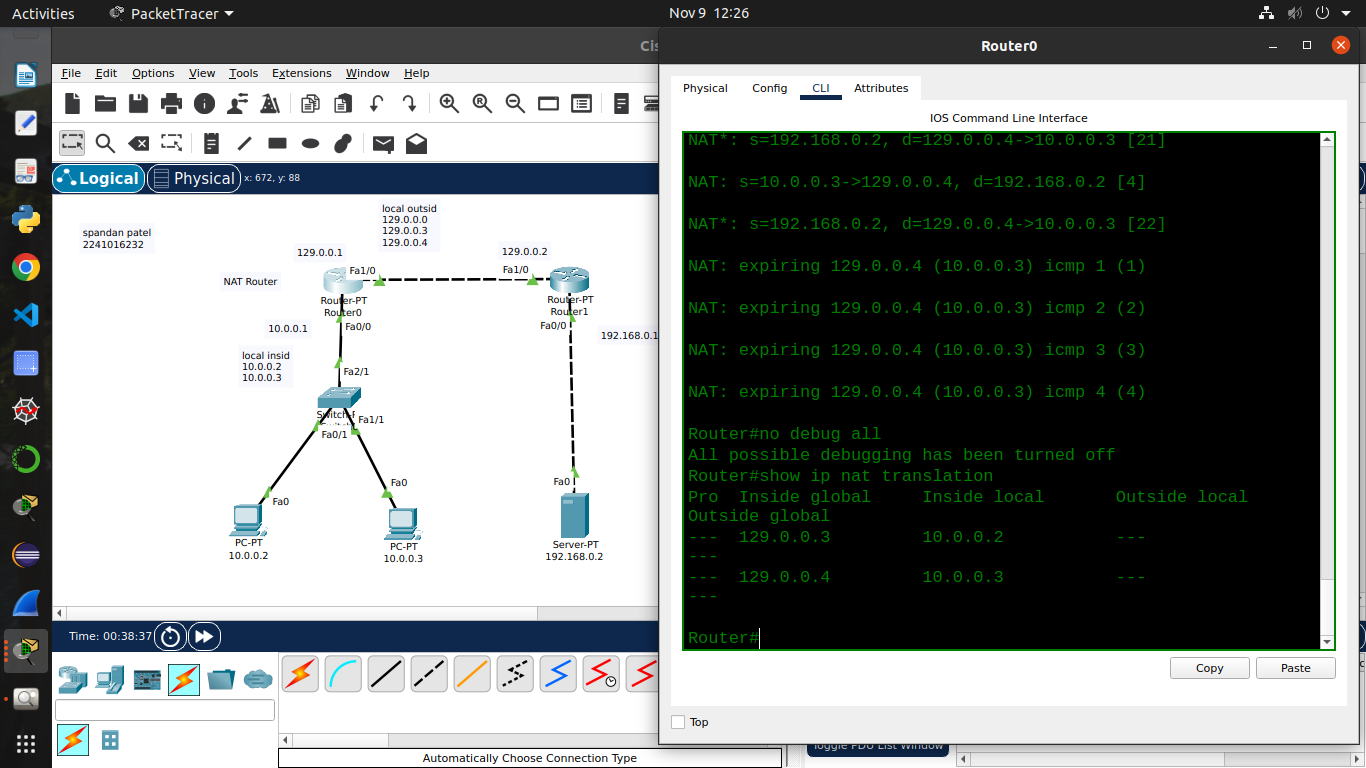 Activities
PacketTracer
Nov 9 12:26
Router0
File Edit Options View Tools Extensions Window Help
Logical
Physical
x: 672, y: 88
spandan patel
2241016232
local outsid
129.0.0.0
129.0.0.3
129.0.0.4
129.0.0.1
129.0.0.2
Fa1/0
Fa1/0
NAT Router
Router-PT
Router0
Router-PT
Router1
10.0.0.1
Fa0/0
Fa0/0
192.168.0.1
local insid
10.0.0.2
10.0.0.3
Fa2/1
Fa1/1
Fa0/1
Fa0
Fa0
Fa0
PC-PT
10.0.0.2
PC-PT
10.0.0.3
Server-PT
192.168.0.2
Time: 00:38:37
Automatically Choose Connection Type
Physical Config CLI Attributes
IOS Command Line Interface
NAT*: s=192.168.0.2, d=129.0.0.4->10.0.0.3 [21]
NAT: s=10.0.0.3->129.0.0.4, d=192.168.0.2 [4]
NAT*: s=192.168.0.2, d=129.0.0.4->10.0.0.3 [22]
NAT: expiring 129.0.0.4 (10.0.0.3) icmp 1 (1)
NAT: expiring 129.0.0.4 (10.0.0.3) icmp 2 (2)
NAT: expiring 129.0.0.4 (10.0.0.3) icmp 3 (3)
NAT: expiring 129.0.0.4 (10.0.0.3) icmp 4 (4)
Router#no debug all
All possible debugging has been turned off
Router#show ip nat translation
Pro Inside global Inside local Outside local
Outside global
--- 129.0.0.3 10.0.0.2 ---
---
--- 129.0.0.4 10.0.0.3 ---
---
Router#
Copy
Paste
Top
Toggle PDU List Window